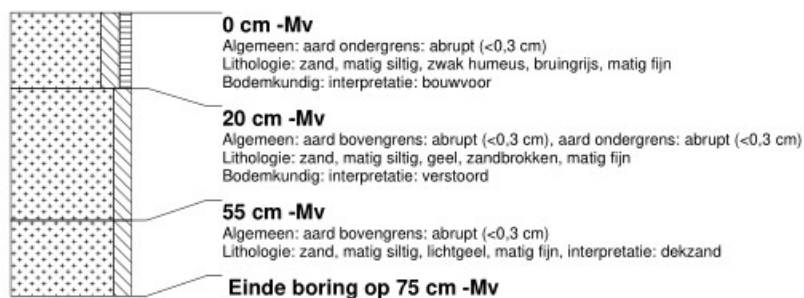 0 cm -Mv
Algemeen: aard ondergrens: abrupt (<0,3 cm)
Lithologie: zand, matig siltig, zwak humeus, bruingrijs, matig fijn
Bodemkundig: interpretatie: bouwvoor
20 cm -Mv
Algemeen: aard bovengrens: abrupt (<0,3 cm), aard ondergrens: abrupt (<0,3 cm)
Lithologie: zand, matig siltig, geel, zandbrokken, matig fijn
Bodemkundig: interpretatie: verstoord
55 cm -Mv
Algemeen: aard bovengrens: abrupt (<0,3 cm)
Lithologie: zand, matig siltig, lichtgeel, matig fijn, interpretatie: dekzand
Einde boring op 75 cm -Mv